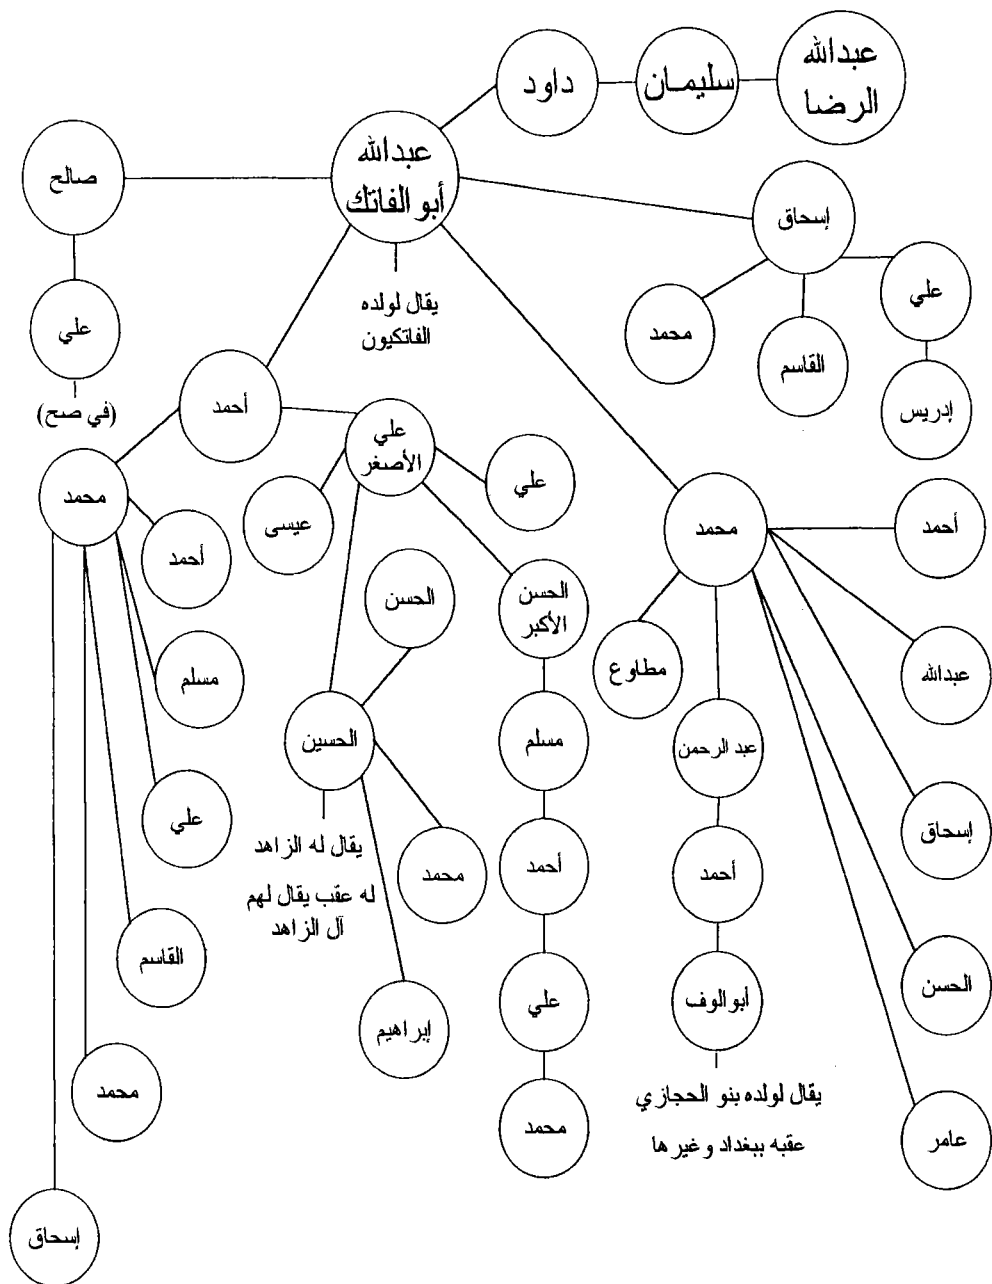 عبدالله
الرضا
سليمان
داود
عبدالله
أبو الفاتك
يقال لولده
الفاتكيون
إسحاق
علي
إدريس
القاسم
محمد
صالح
علي
(في صح)
محمد
أحمد
عبدالله
إسحاق
الحسن
عامر
عبد الرحمن
أحمد
أبو الوف
يقال لولده بنو الحجازي
عقبه ببغداد وغيرها
مطاوع
أحمد
علي
الأصغر
علي
الحسن
الأكبر
مسلم
أحمد
علي
محمد
عيسى
الحسين
الحسن
محمد
إبراهيم
يقال له الزاهد
له عقب يقال لهم
آل الزاهد
محمد
أحمد
مسلم
علي
القاسم
محمد
إسحاق